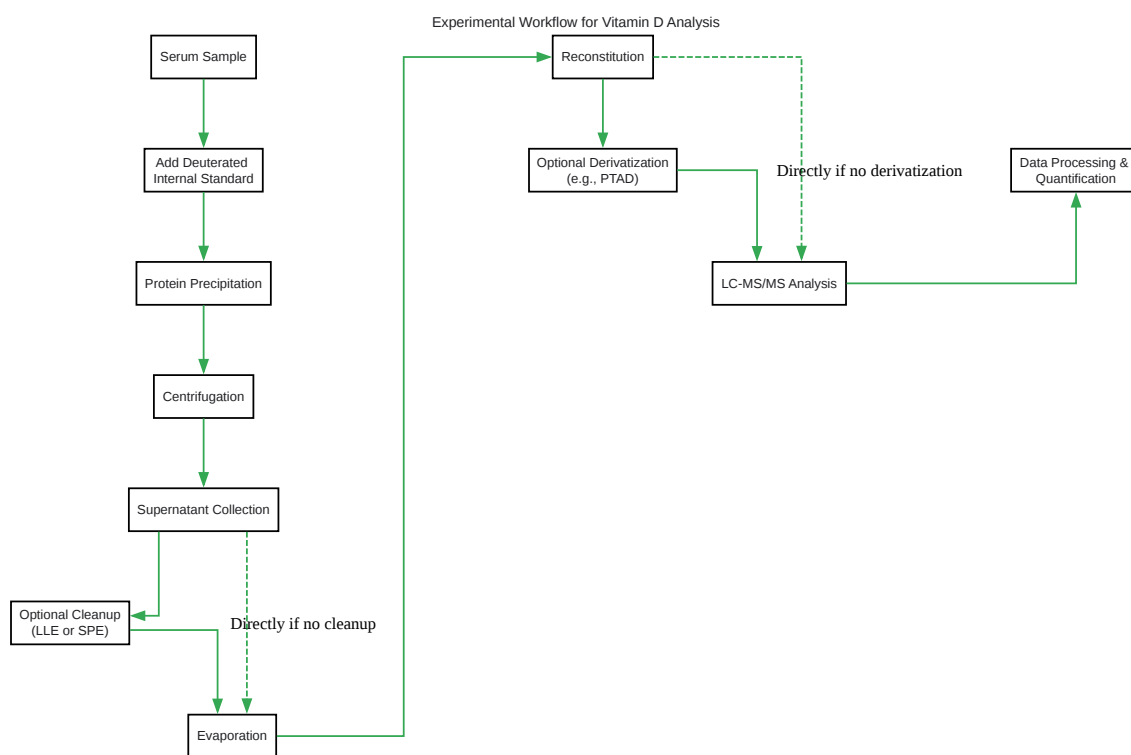 Experimental Workflow for Vitamin D Analysis
Serum Sample
Add Deuterated
Internal Standard
Protein Precipitation
Centrifugation
Supernatant Collection
Optional Cleanup
(LLE or SPE)
Directly if no cleanup
Evaporation
Reconstitution
Optional Derivatization
(e.g., PTAD)
Directly if no derivatization
LC-MS/MS Analysis
Data Processing &
Quantification